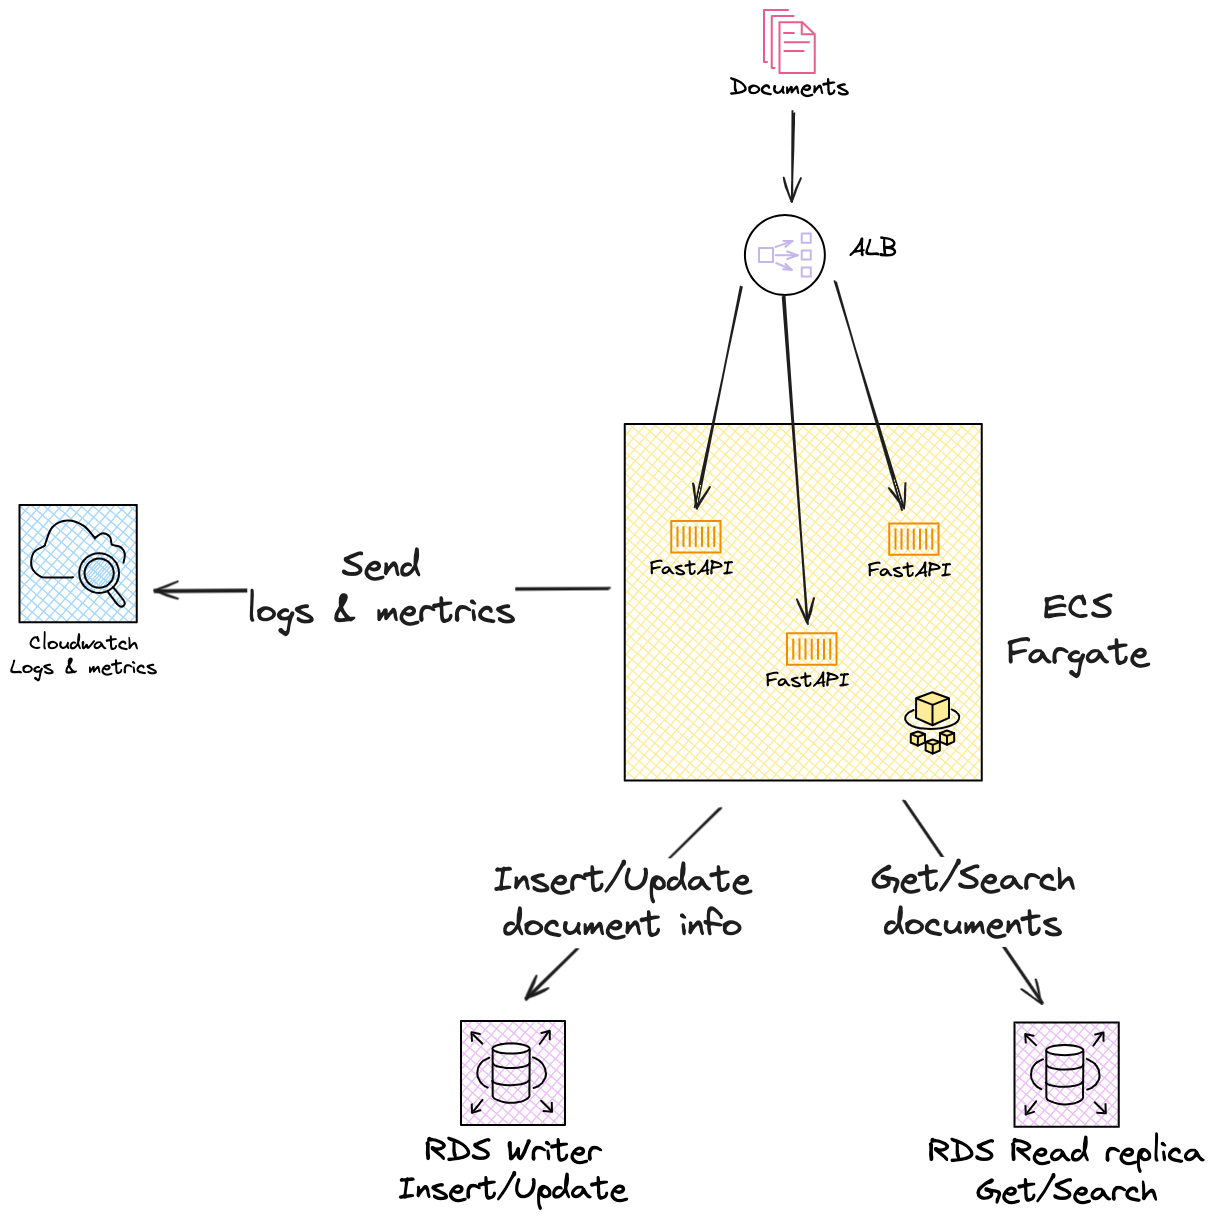 Documents
ALB
FastAPI
FastAPI
FastAPI
ECS
Fargate
Send
logs & mertrics
Cloudwatch
Logs & metrics
Insert/Update
document info
Get/Search
documents
RDS Writer
Insert/Update
RDS Read replica
Get/Search